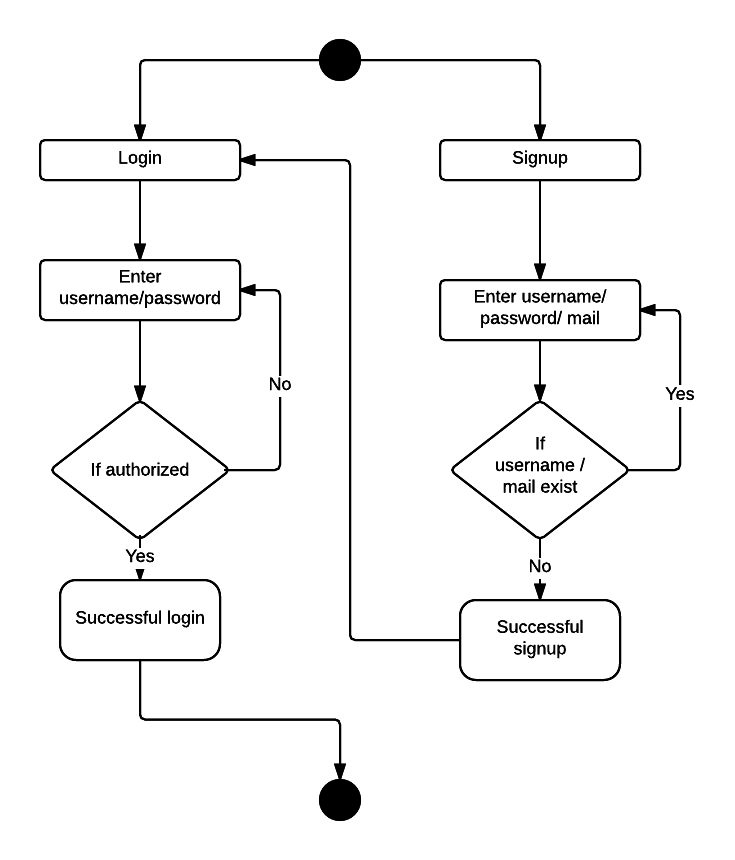 Login
Signup
Enter
username/password
Enter username/
password/ mail
No
Yes
If authorized
If
username /
mail exist
Yes
No
Successful login
Successful
signup